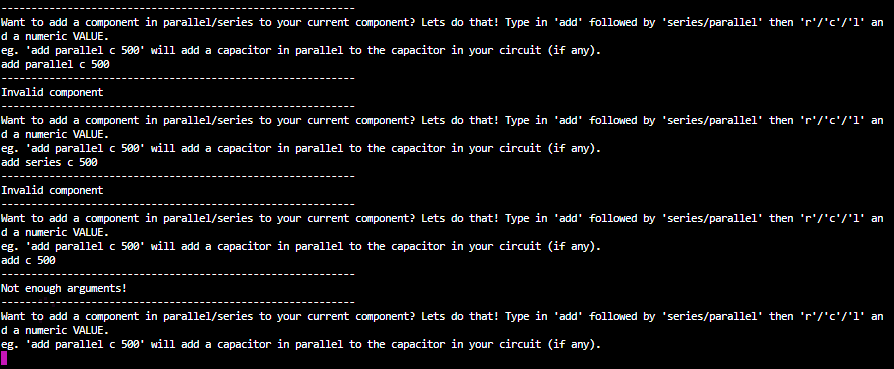 ------------------------------------------------------------
Want to add a component in parallel/series to your current component? Lets do that! Type in 'add' followed by 'series/parallel' then 'r'/'c'/'l' an
d a numeric VALUE.
eg. 'add parallel c 500' will add a capacitor in parallel to the capacitor in your circuit (if any).
add parallel c 500
------------------------------------------------------------
Invalid component
------------------------------------------------------------
Want to add a component in parallel/series to your current component? Lets do that! Type in 'add' followed by 'series/parallel' then 'r'/'c'/'l' an
d a numeric VALUE.
eg. 'add parallel c 500' will add a capacitor in parallel to the capacitor in your circuit (if any).
add series c 500
------------------------------------------------------------
Invalid component
------------------------------------------------------------
Want to add a component in parallel/series to your current component? Lets do that! Type in 'add' followed by 'series/parallel' then 'r'/'c'/'l' an
d a numeric VALUE.
eg. 'add parallel c 500' will add a capacitor in parallel to the capacitor in your circuit (if any).
add c 500
------------------------------------------------------------
Not enough arguments!
------------------------------------------------------------
Want to add a component in parallel/series to your current component? Lets do that! Type in 'add' followed by 'series/parallel' then 'r'/'c'/'l' an
d a numeric VALUE.
eg. 'add parallel c 500' will add a capacitor in parallel to the capacitor in your circuit (if any).